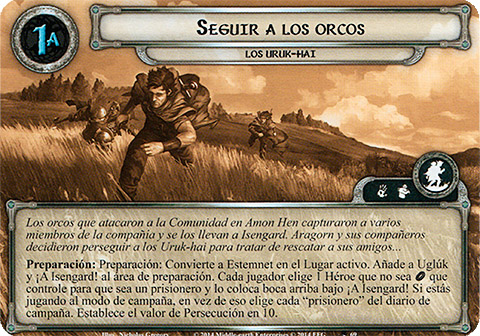 1A
SEGUIR A LOS ORCOS
LOS URUK-HAI
Los orcos que atacaron a la Comunidad en Amon Hen capturaron a varios
miembros de la compañía y se los llevan a Isengard. Aragorn y sus compañeros
decidieron perseguir a los Uruk-hai para tratar de rescatar a sus amigos...
Preparación: Preparación: Convierte a Estemnet en el Lugar activo. Añade a Uglúk
y ¡A Isengard! al área de preparación. Cada jugador elige 1 Héroe que no sea que
controle para que sea un prisionero y lo coloca boca arriba bajo ¡A Isengard! Si estás
jugando al modo de campaña, en vez de eso elige cada “prisionero” del diario de
campaña. Establece el valor de Persecución en 10.
Illus. Nicholas Gregory
© 2014 Middle-earth Enterprises © 2014 FFG
69